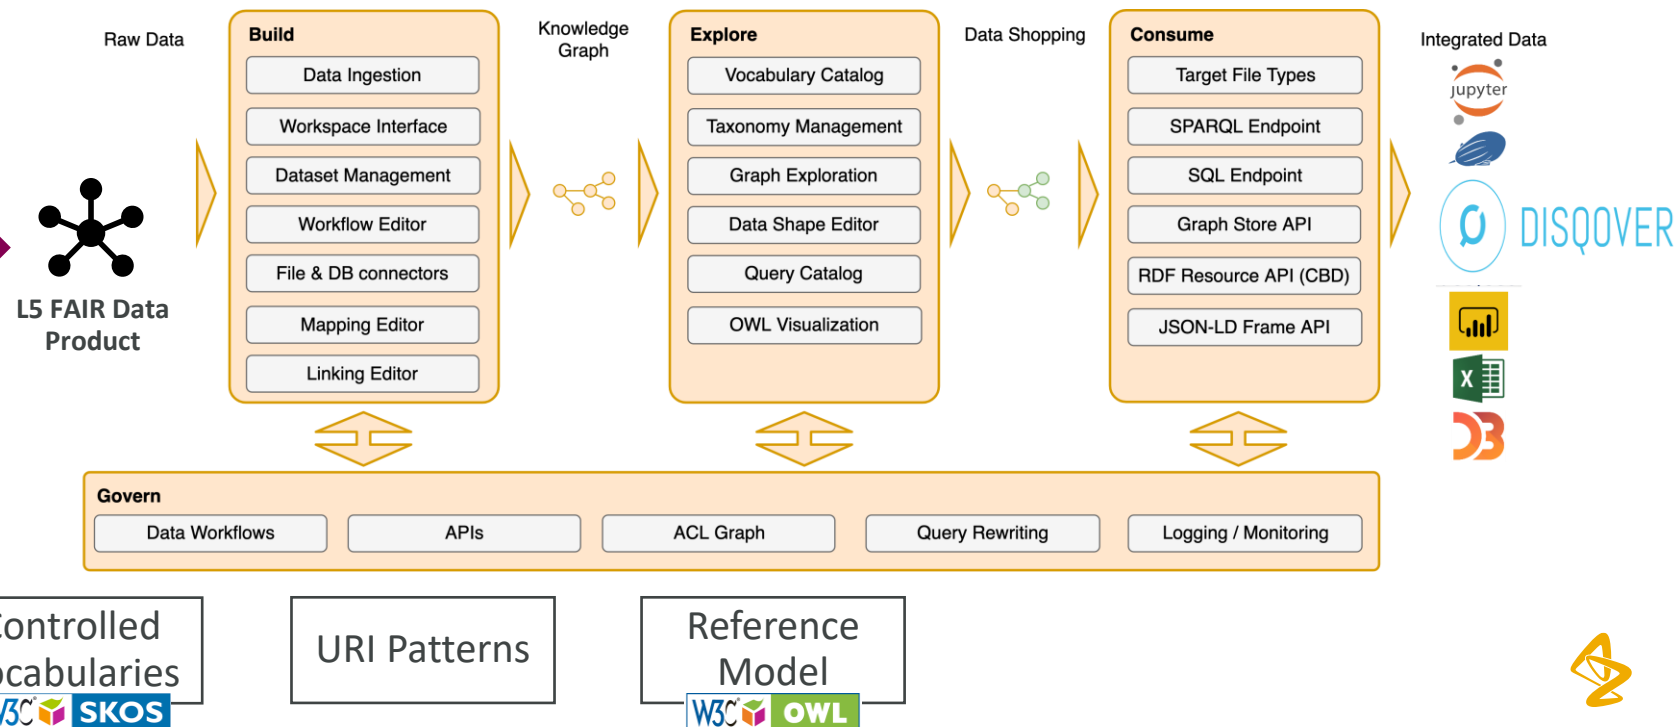 Raw Data
Build
Data Ingestion
Workspace Interface
Dataset Management
Workflow Editor
File & DB connectors
Mapping Editor
Linking Editor
Knowledge
Graph
Explore
Vocabulary Catalog
Taxonomy Management
Graph Exploration
Data Shape Editor
Query Catalog
OWL Visualization
Data Shopping
Consume
Target File Types
SPARQL Endpoint
SQL Endpoint
Graph Store API
RDF Resource API (CBD)
JSON-LD Frame API
Integrated Data
jupyter
DISQOVER
X
L5 FAIR Data
Product
Govern
Data Workflows
APIs
ACL Graph
Query Rewriting
Logging / Monitoring
ontrolled
ocabularies
W3C SKOS
URI Patterns
Reference
Model
W3C OWL